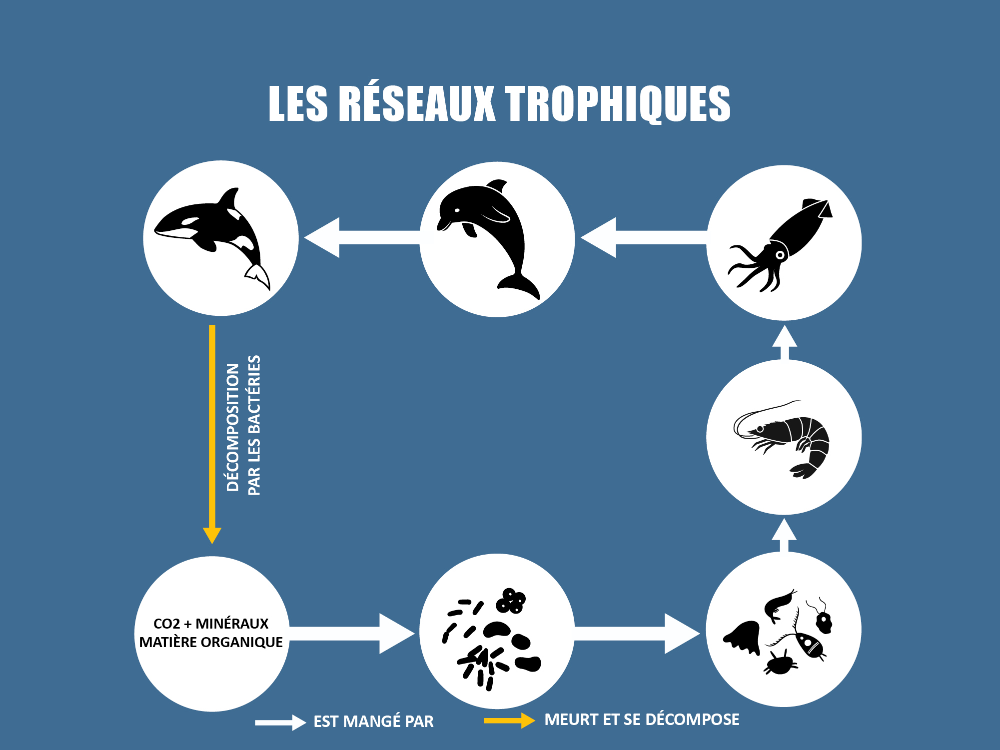 LES RÉSEAUX TROPHIQUES
DÉCOMPOSITION
PAR LES BACTÉRIES
CO2 + MINÉRAUX
MATIÈRE ORGANIQUE
EST MANGÉ PAR
MEURT ET SE DÉCOMPOSE